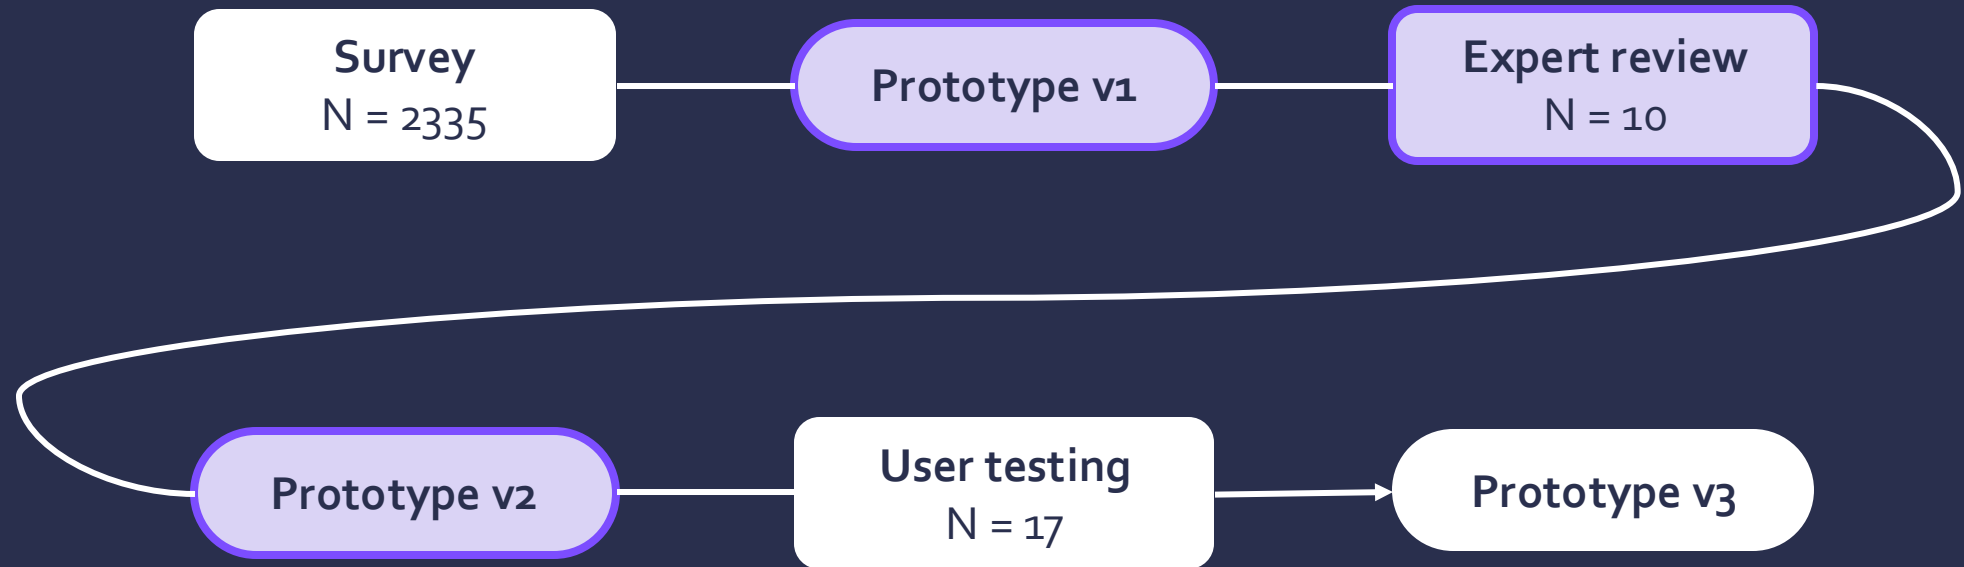 Survey
N = 2335
Prototype v1
Expert review
N = 10
Prototype v2
User testing
N = 17
Prototype v3